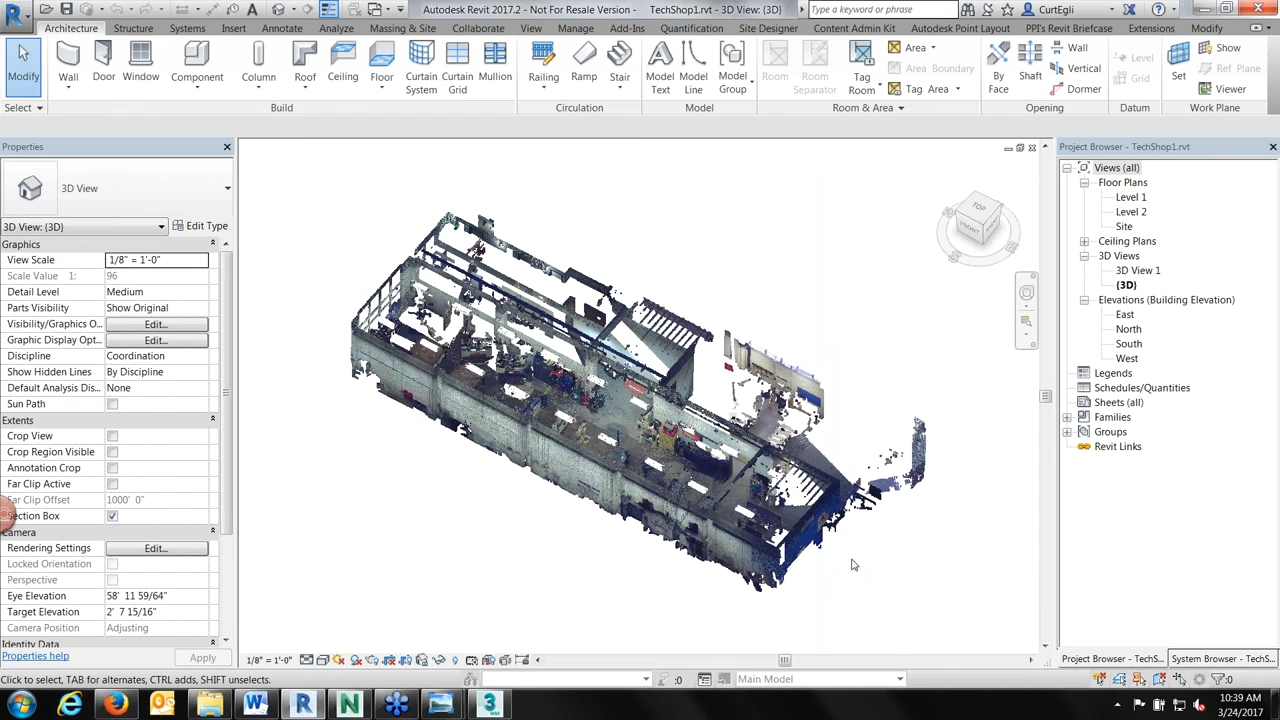 Autodesk Revit 2017.2 - Not For Resale Version - TechShop1.rvt - 3D View: {3D}
Type a keyword or phrase
CurtEgli
Architecture Structure Systems Insert Annotate Analyze Massing & Site Collaborate View Manage Add-Ins Quantification Site Designer Content Admin Kit Autodesk Point Layout PPI's Revit Briefcase Extensions Modify
Modify Wall Door Window Component Column Roof Ceiling Floor Curtain System Curtain Grid Mullion Railing Ramp Stair Model Text Model Line Model Group Room Room Separator Tag Room
Area
Area Boundary
Tag Area
By Face Shaft
Wall
Vertical
Dormer
Level
Grid
Set
Show
Ref Plane
Viewer
Select Build Circulation Model Room & Area Opening Datum Work Plane
Properties
3D View
3D View: {3D} Edit Type
Graphics
View Scale 1/8" = 1'-0"
Scale Value 1: 96
Detail Level Medium
Parts Visibility Show Original
Visibility/Graphics O... Edit...
Graphic Display Opt... Edit...
Discipline Coordination
Show Hidden Lines By Discipline
Default Analysis Dis... None
Sun Path
Extents
Crop View
Crop Region Visible
Annotation Crop
Far Clip Active
Far Clip Offset 1000' 0"
Section Box
Camera
Rendering Settings Edit...
Locked Orientation
Perspective
Eye Elevation 58' 11 59/64"
Target Elevation 2' 7 15/16"
Camera Position Adjusting
Identity Data
Properties help Apply
TOP
FRONT
Project Browser - TechShop1.rvt
Views (all)
Floor Plans
Level 1
Level 2
Site
Ceiling Plans
3D Views
3D View 1
{3D}
Elevations (Building Elevation)
East
North
South
West
Legends
Schedules/Quantities
Sheets (all)
Families
Groups
Revit Links
1/8" = 1'-0"
Project Browser - TechS... System Browser - TechS...
Click to select, TAB for alternates, CTRL adds, SHIFT unselects.
:0
Main Model
:0
10:39 AM
3/24/2017